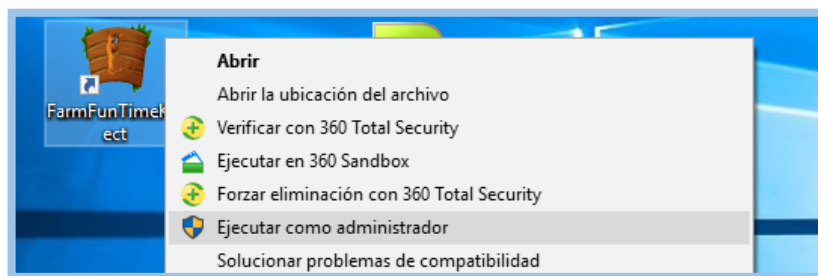 Abrir
Abrir la ubicación del archivo
FarmFunTime
ect
Verificar con 360 Total Security
Ejecutar en 360 Sandbox
Forzar eliminación con 360 Total Security
Ejecutar como administrador
Solucionar problemas de compatibilidad